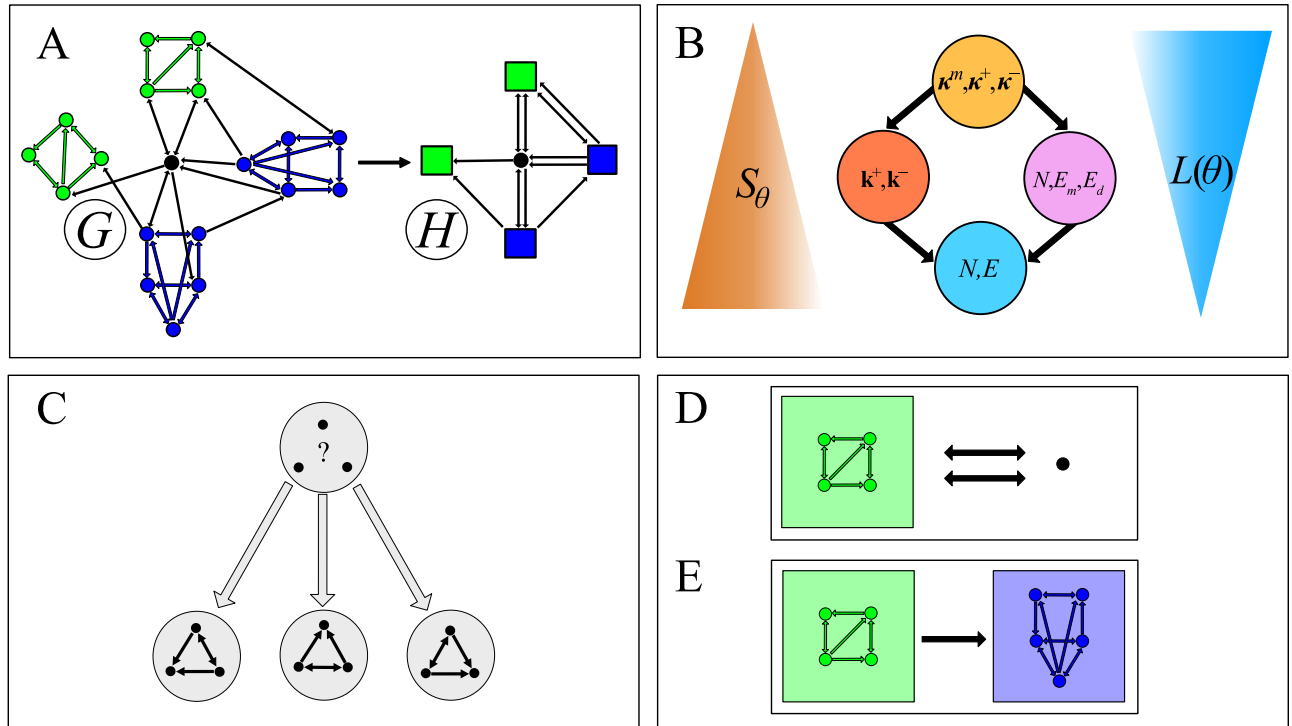 A
G
H
B
S_θ
κ^m,κ^+,κ^-
k^+,k^-
N,E_m,E_d
N,E
L(θ)
C
?
D
E